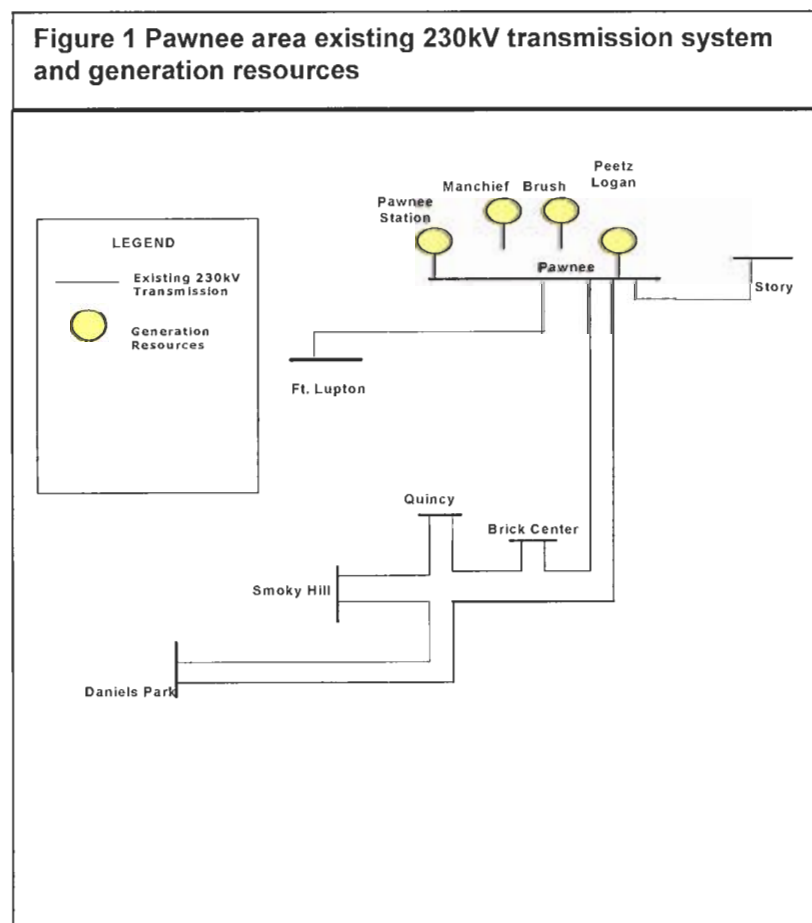 Figure 1 Pawnee area existing 230kV transmission system
and generation resources
Peetz
Logan
Manchief Brush
Pawnee
Station
LEGEND
Existing 230kV
Transmission
Generation
Resources
Pawnee
Story
Ft. Lupton
Quincy
Brick Center
Smoky Hill
Daniels Park